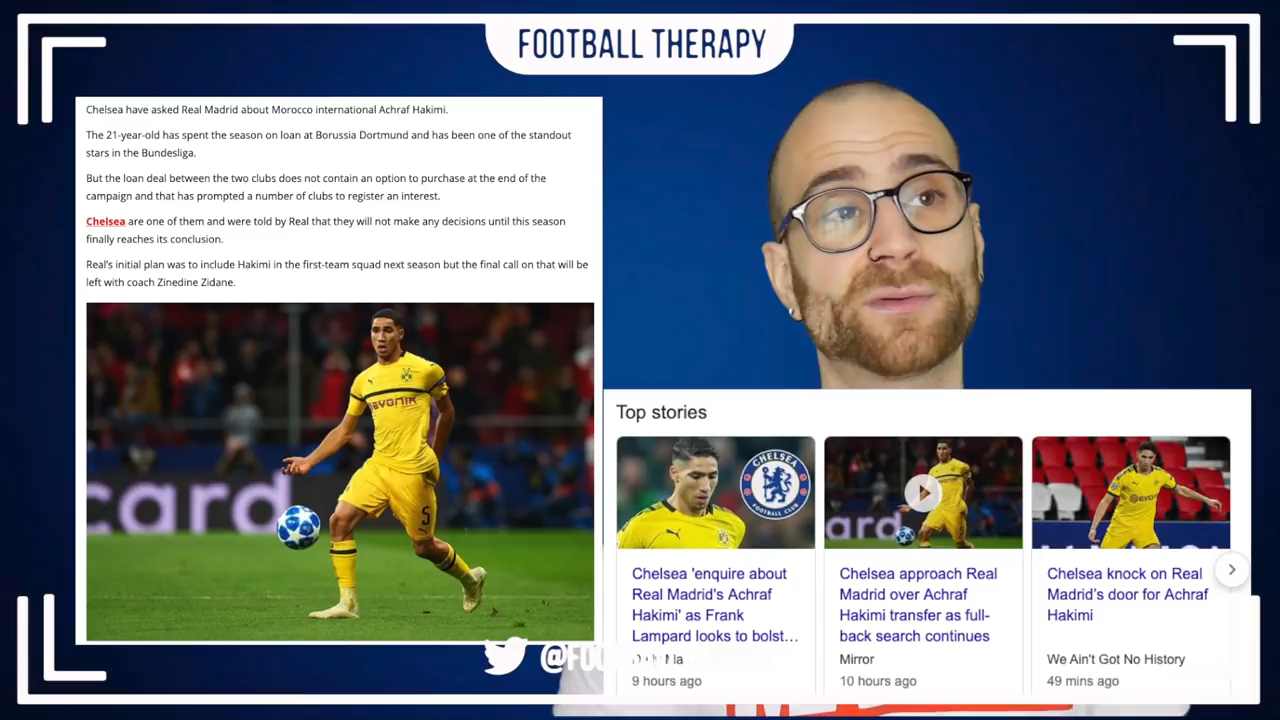 FOOTBALL THERAPY
Chelsea have asked Real Madrid about Morocco international Achraf Hakimi.
The 21-year-old has spent the season on loan at Borussia Dortmund and has been one of the standout
stars in the Bundesliga.
But the loan deal between the two clubs does not contain an option to purchase at the end of the
campaign and that has prompted a number of clubs to register an interest.
Chelsea are one of them and were told by Real that they will not make any decisions until this season
finally reaches its conclusion.
Real's initial plan was to include Hakimi in the first-team squad next season but the final call on that will be
left with coach Zinedine Zidane.
EVONIK
5
card
Top stories
CHELSEA
FOOTBALL CLUB
ard
Chelsea 'enquire about
Real Madrid's Achraf
Hakimi' as Frank
Lampard looks to bolst...
9 hours ago
Chelsea approach Real
Madrid over Achraf
Hakimi transfer as full-
back search continues
Mirror
10 hours ago
Chelsea knock on Real
Madrid's door for Achraf
Hakimi
We Ain't Got No History
49 mins ago